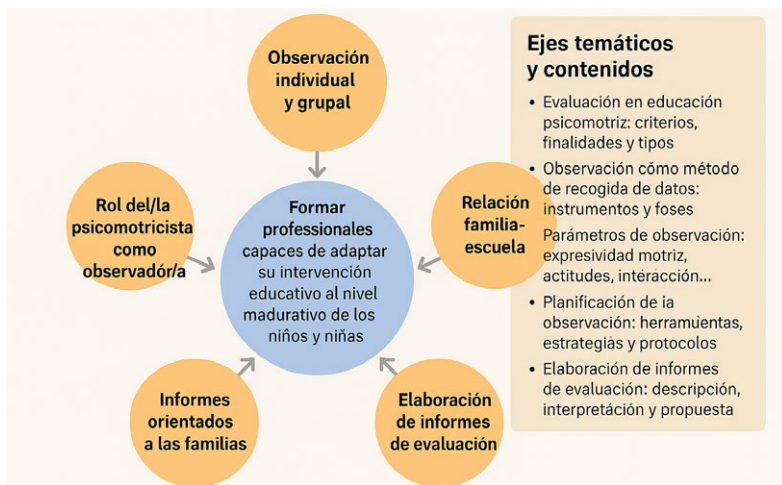 Observación
individual
y grupal
Rol del/la
psicomotricista
como
observadór/a
Formar
professionales
capaces de adaptar
su intervención
educativo al nivel
madurativo de los
niños y niñas
Relación
familia-
escuela
Informes
orientados
a las familias
Elaboración
de informes
de evaluación
Ejes temáticos
y contenidos
• Evaluación en educación
psicomotriz: criterios,
finalidades y tipos
• Observación cómo método
de recogida de datos:
instrumentos y foses
Parámetros de observación:
expresividad motriz,
actitudes, interacción...
• Planificación de ia
observación: herramuentas,
estrategiàs y protocolos
• Elaboración de informes
de evaluación: descripción,
interpretáción y propuesta